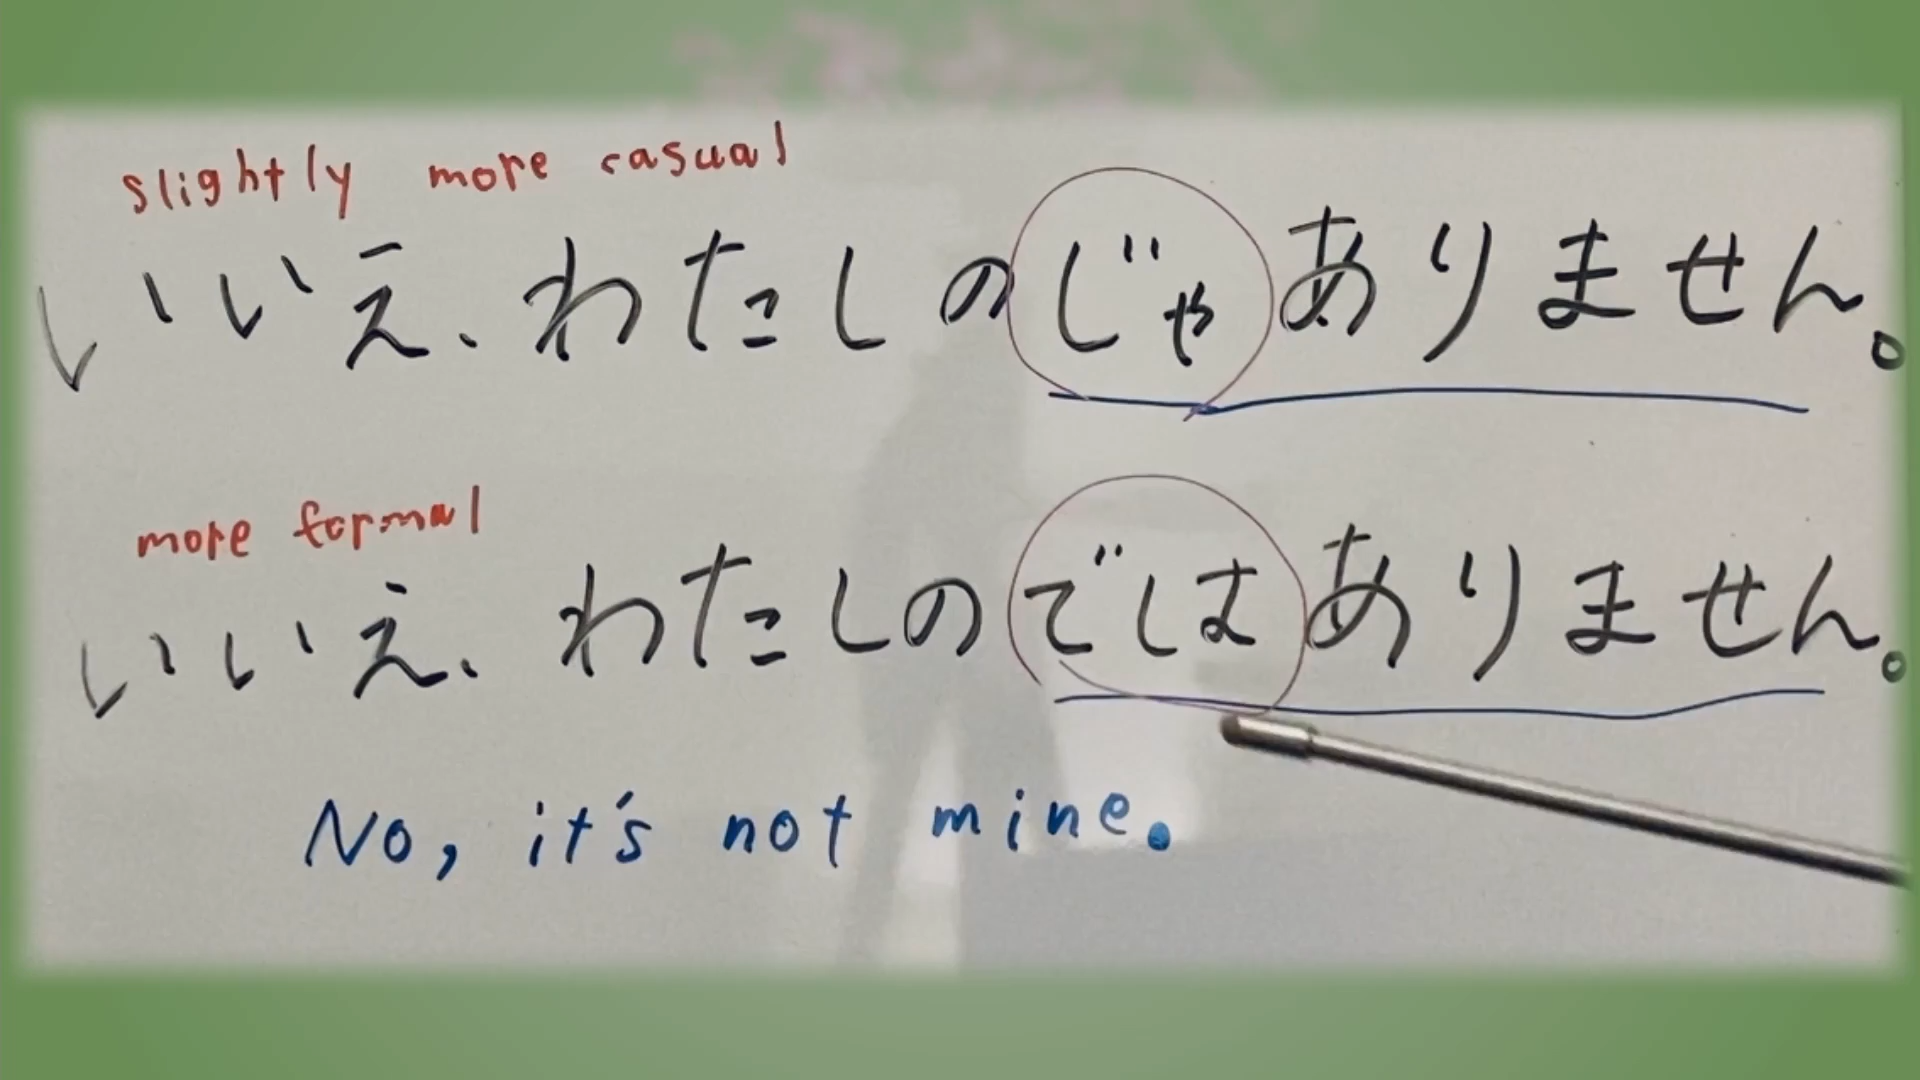 slightly more casual
いいえ、わたしのじゃありません。
more formal
いいえ、わたしのではありません。
No, it's not mine.